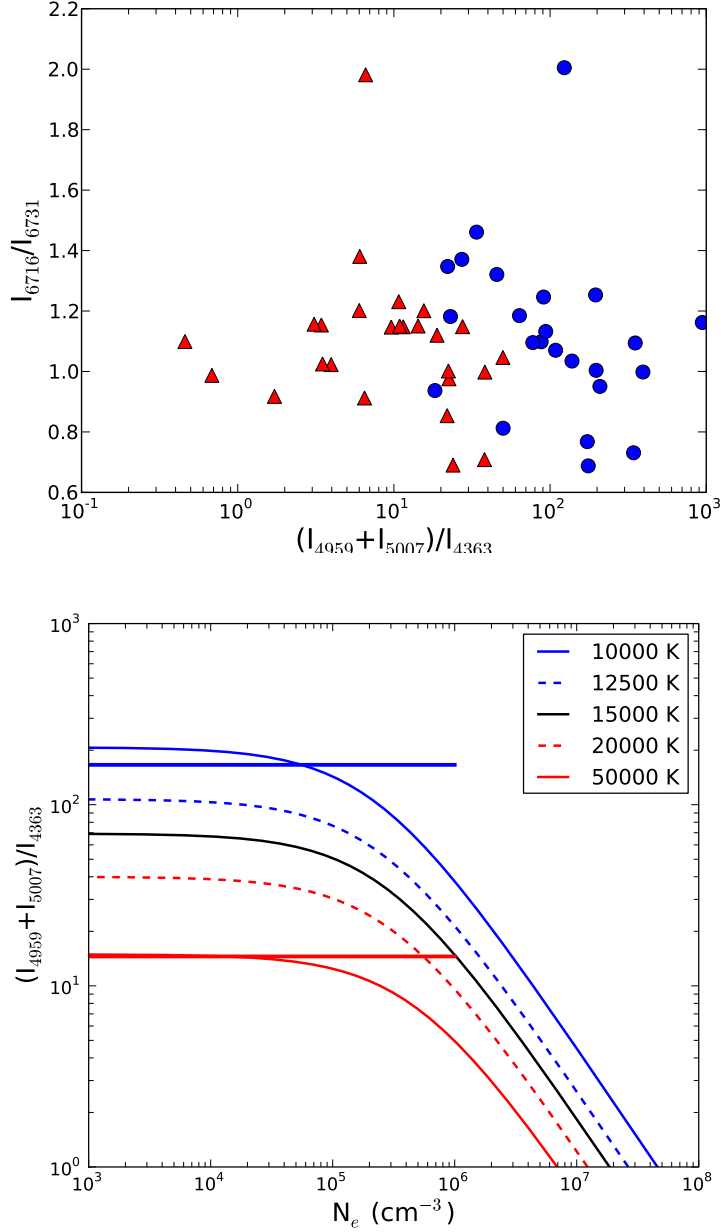 2.2
2.0
1.8
1.6
1.4
1.2
1.0
0.8
0.6
I6716/I6731
10-1 100 101 102 103
(I4959+I5007)/I4363
103
102
101
100
(I4959+I5007)/I4363
10000 K
12500 K
15000 K
20000 K
50000 K
103 104 105 106 107 108
Ne (cm−3)